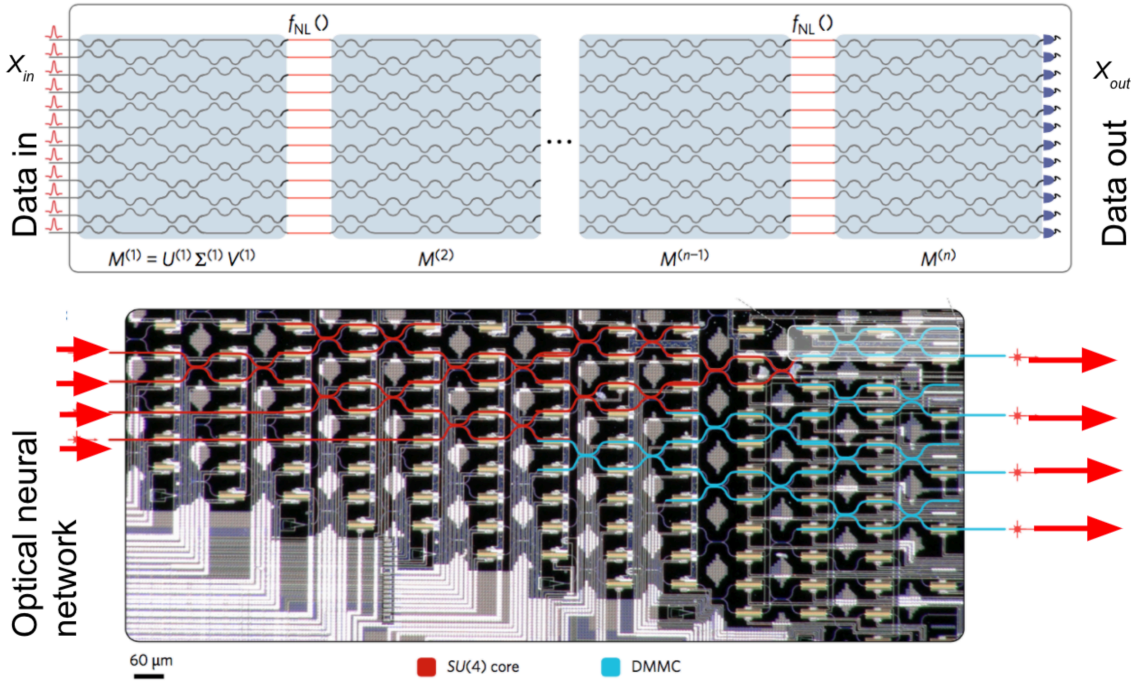 f_NL () f_NL ()
X_in
X_out
Data in
Data out
...
M^(1) = U^(1) Σ^(1) V^(1) M^(2) M^(n−1) M^(n)
Optical neural
network
60 µm
SU(4) core DMMC